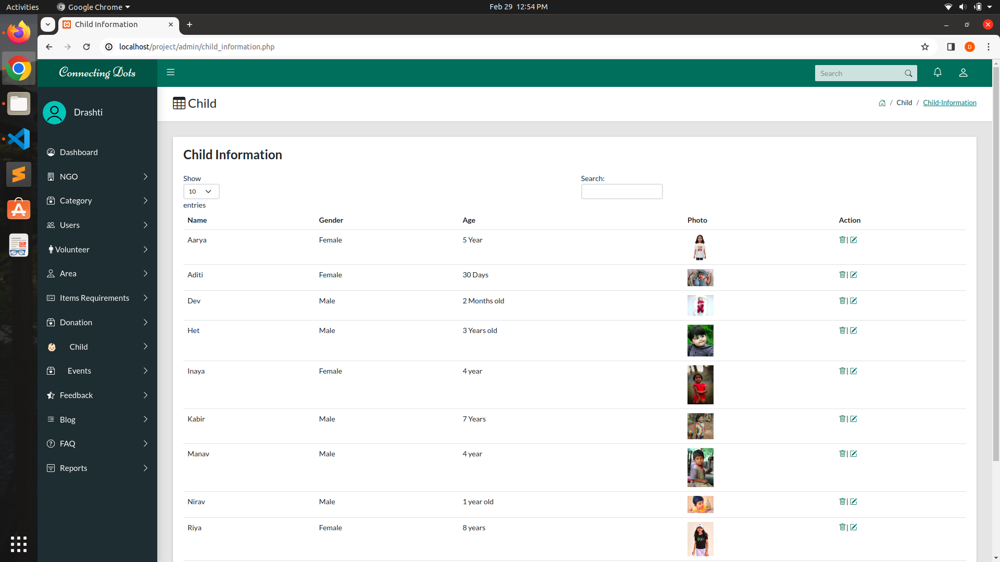 Activities Google Chrome Feb 29 12:54 PM
Child Information
localhost/project/admin/child_information.php
D
Connecting Dots
Search
Drashti
Dashboard
NGO
Category
Users
Volunteer
Area
Items Requirements
Donation
Child
Events
Feedback
Blog
FAQ
Reports
Child
/ Child / Child-Information
Child Information
Show
10
entries
Search:
Name Gender Age Photo Action
Aarya Female 5 Year |
Aditi Female 30 Days |
Dev Male 2 Months old |
Het Male 3 Years old |
Inaya Female 4 year |
Kabir Male 7 Years |
Manav Male 4 year |
Nirav Male 1 year old |
Riya Female 8 years |